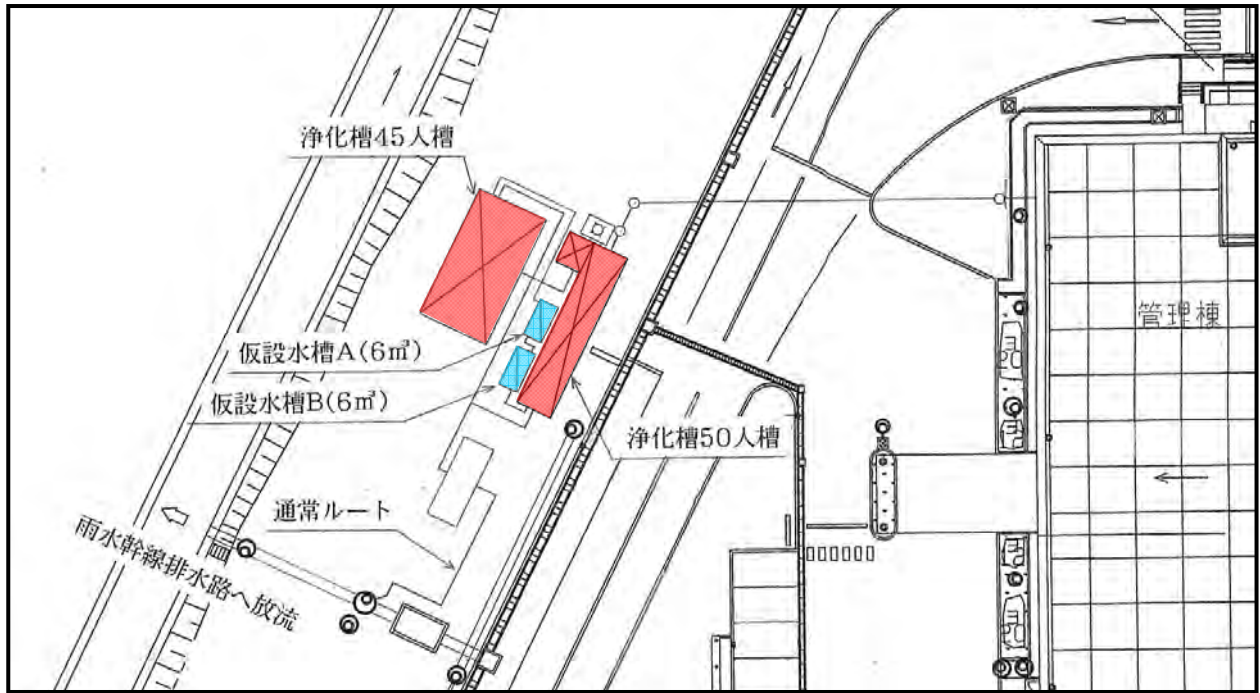 浄化槽45人槽
仮設水槽A(6㎥)
仮設水槽B(6㎥)
浄化槽50人槽
管理棟
通常ルート
雨水幹線排水路へ放流